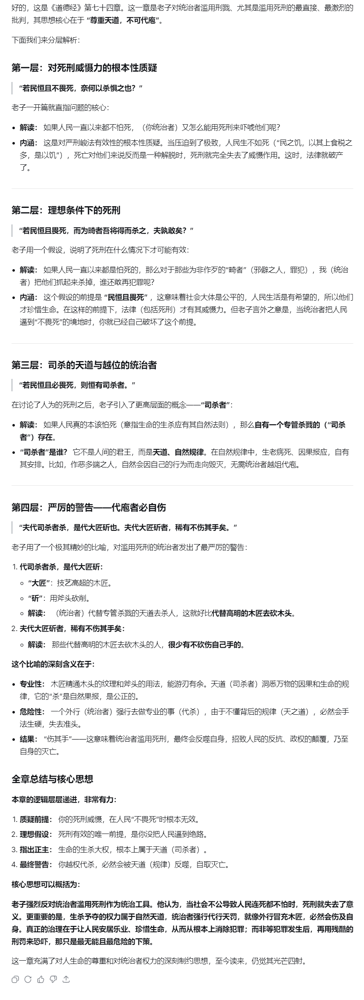 好的，这是《道德经》第七十四章。这一章是老子对统治者滥用刑戮、尤其是滥用死刑的最直接、最激烈的
批判，其思想核心在于 “尊重天道，不可代庖”。
下面我们来分层解析：
第一层：对死刑威慑力的根本性质疑
“若民恒且不畏死，奈何以杀惧之也？”
老子一开篇就直指问题的核心：
• 解读： 如果人民一直以来都不怕死，（你统治者）又怎么能用死刑来吓唬他们呢？
• 内涵： 这是对严刑峻法有效性的根本性质疑。当压迫到了极致，人民生不如死（“民之饥，以其上食税之
多，是以饥”），死亡对他们来说反而是一种解脱时，死刑就完全失去了威慑作用。这时，法律就破产
了。
第二层：理想条件下的死刑
“若民恒且畏死，而为畸者吾将得而杀之，夫孰敢矣？”
老子用一个假设，说明了死刑在什么情况下才可能有效：
• 解读： 如果人民一直以来都是怕死的，那么对于那些为非作歹的“畸者”（邪僻之人，罪犯），我（统治
者）把他们抓起来杀掉，谁还敢再犯罪呢？
• 内涵： 这个假设的前提是 “民恒且畏死” ，这意味着社会大体是公平的，人民生活是有希望的，所以他们
才珍惜生命。在这样的前提下，法律（包括死刑）才有其威慑力。但老子言外之意是，当统治者把人民
逼到“不畏死”的境地时，你就已经自己破坏了这个前提。
第三层：司杀的天道与越位的统治者
“若民恒且必畏死，则恒有司杀者。”
在讨论了人为的死刑之后，老子引入了更高层面的概念——“司杀者”：
• 解读： 如果人民真的本该怕死（意指生命的生杀应有其自然法则），那么自有一个专管杀戮的（“司杀
者”）存在。
• “司杀者”是谁？ 它不是人间的君王，而是天道、自然规律。在自然规律中，生老病死、因果报应，自有
其安排。比如，作恶多端之人，自然会因自己的行为而走向毁灭，无需统治者越俎代庖。
第四层：严厉的警告——代庖者必自伤
“夫代司杀者杀，是代大匠斫也。夫代大匠斫者，稀有不伤其手矣。”
老子用了一个极其精妙的比喻，对滥用死刑的统治者发出了最严厉的警告：
1. 代司杀者杀，是代大匠斫：
◦ “大匠”：技艺高超的木匠。
◦ “斫”：用斧头砍削。
◦ 解读： （统治者）代替专管杀戮的天道去杀人，这就好比代替高明的木匠去砍木头。
2. 夫代大匠斫者，稀有不伤其手矣：
◦ 解读： 那些代替高明的木匠去砍木头的人，很少有不砍伤自己手的。
这个比喻的深刻含义在于：
• 专业性： 木匠精通木头的纹理和斧头的用法，能游刃有余。天道（司杀者）洞悉万物的因果和生命的规
律，它的“杀”是自然果报，是公正的。
• 危险性： 一个外行（统治者）强行去做专业的事（代杀），由于不懂背后的规律（天之道），必然会手
法生硬，失去准头。
• 结果： “伤其手”——这意味着统治者滥用死刑，最终会反噬自身，招致人民的反抗、政权的颠覆，乃至
自身的灭亡。
全章总结与核心思想
本章的逻辑层层递进，非常有力：
1. 质疑前提： 你的死刑威慑，在人民“不畏死”时根本无效。
2. 理想假设： 死刑有效的唯一前提，是你没把人民逼到绝路。
3. 指出正主： 生命的生杀大权，根本上属于天道（司杀者）。
4. 最终警告： 你越权代杀，必然会被天道（规律）反噬，自取灭亡。
核心思想可以概括为：
老子强烈反对统治者滥用死刑作为统治工具。他认为，当社会不公导致人民连死都不怕时，死刑就失去了意
义。更重要的是，生杀予夺的权力属于自然天道，统治者强行代行天罚，就像外行冒充木匠，必然会伤及自
身。真正的治理在于让人民安居乐业、珍惜生命，从而从根本上消除犯罪；而非等犯罪发生后，再用残酷的
刑罚来恐吓，那只是最无能且最危险的下策。
这一章充满了对人生命的尊重和对统治者权力的深刻制约思想，至今读来，仍觉其光芒四射。